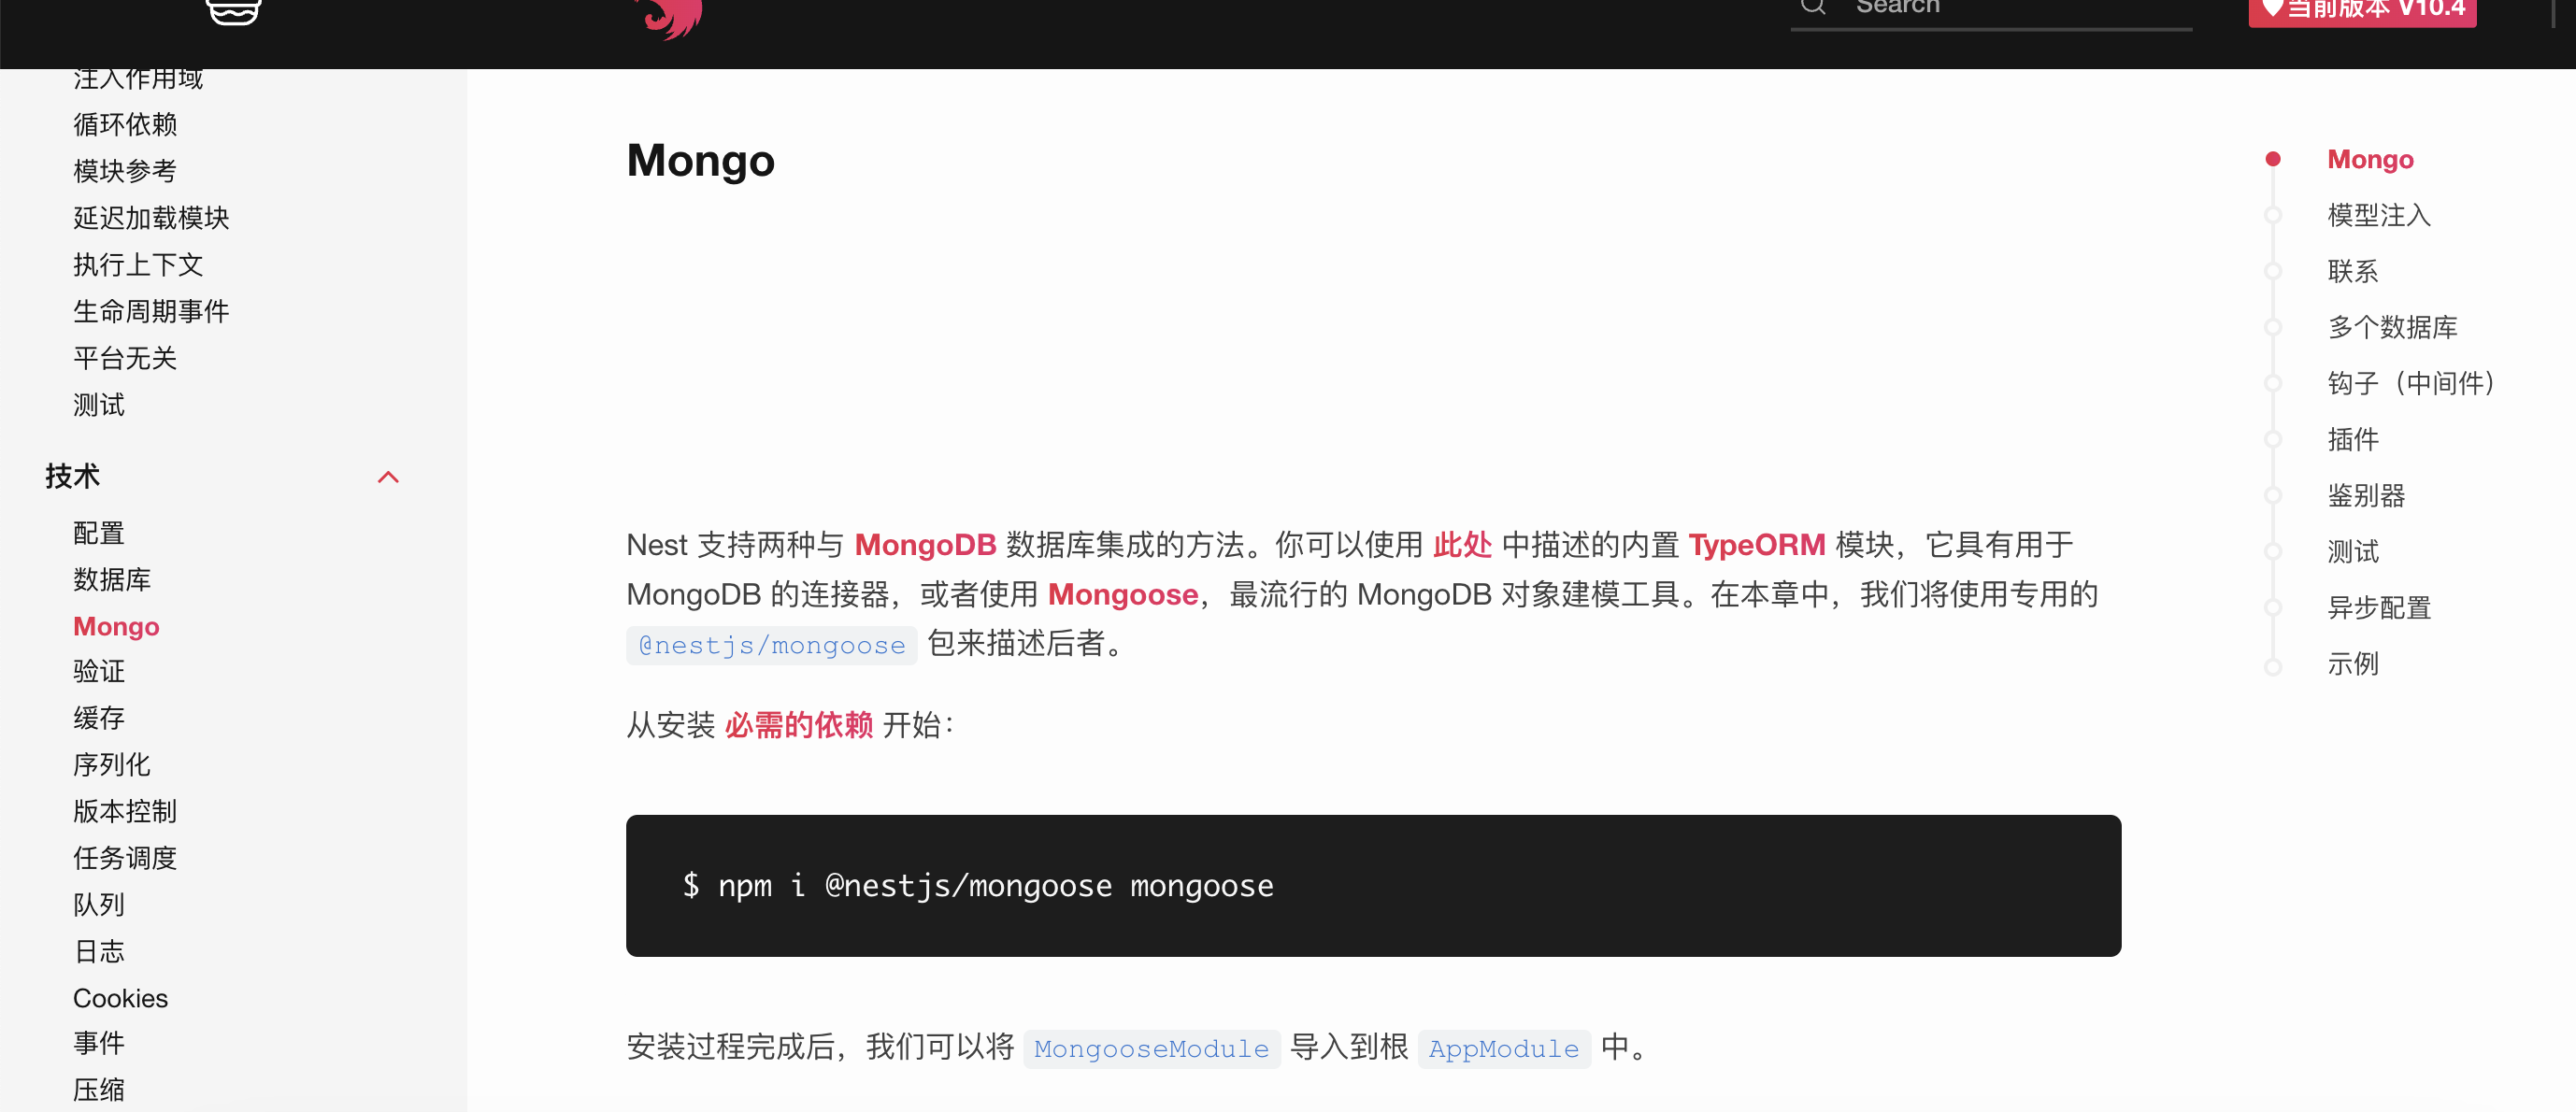 Search
当前版本 V10.4
注入作用域
循环依赖
模块参考
延迟加载模块
执行上下文
生命周期事件
平台无关
测试
技术
配置
数据库
Mongo
验证
缓存
序列化
版本控制
任务调度
队列
日志
Cookies
事件
压缩
Mongo
Nest 支持两种与 MongoDB 数据库集成的方法。你可以使用 此处 中描述的内置 TypeORM 模块，它具有用于
MongoDB 的连接器，或者使用 Mongoose，最流行的 MongoDB 对象建模工具。在本章中，我们将使用专用的
@nestjs/mongoose 包来描述后者。
从安装 必需的依赖 开始：
$ npm i @nestjs/mongoose mongoose
安装过程完成后，我们可以将 MongooseModule 导入到根 AppModule 中。
Mongo
模型注入
联系
多个数据库
钩子（中间件）
插件
鉴别器
测试
异步配置
示例